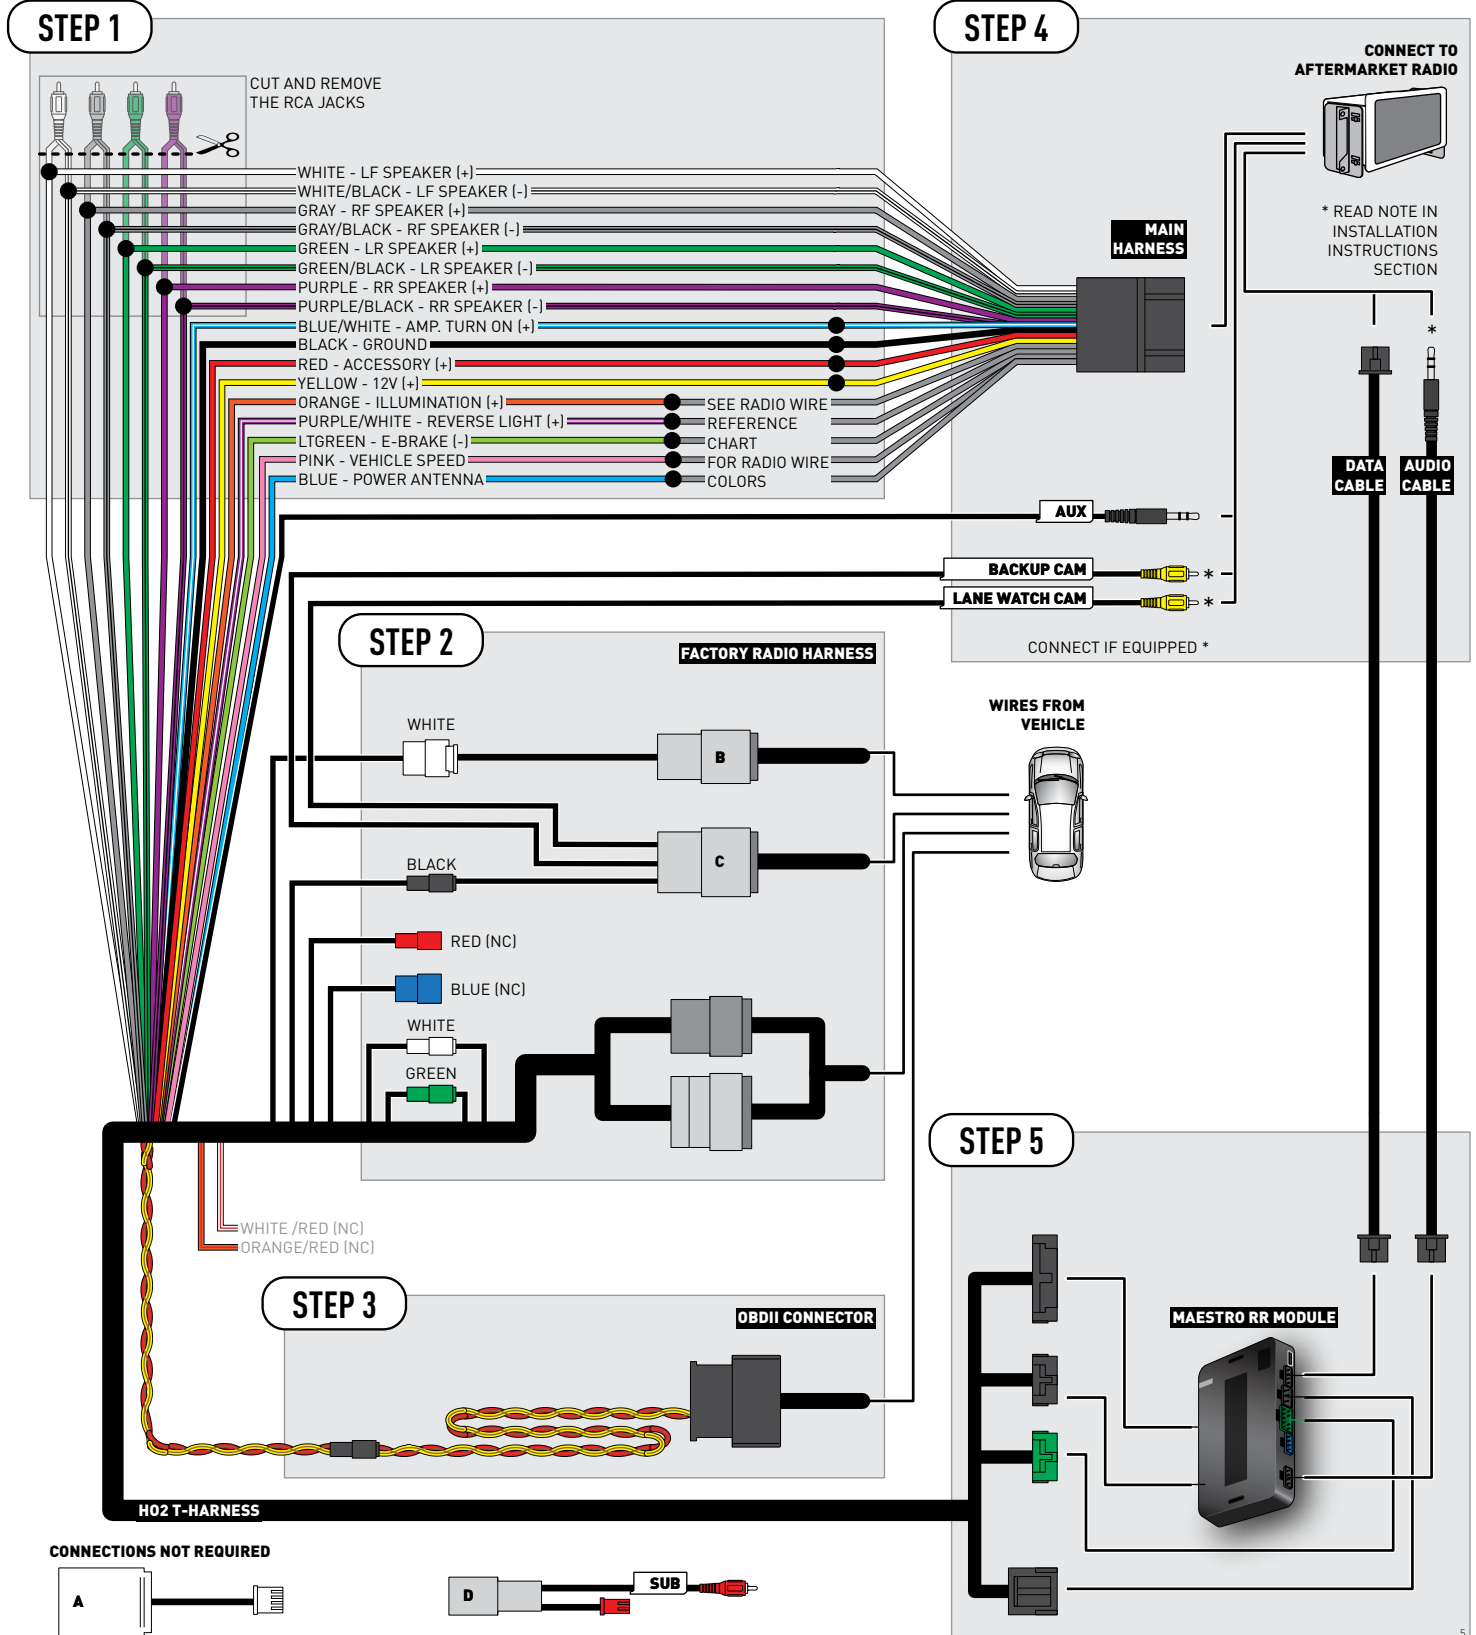 STEP 1
CUT AND REMOVE
THE RCA JACKS
WHITE - LF SPEAKER (+)
WHITE/BLACK - LF SPEAKER (-)
GRAY - RF SPEAKER (+)
GRAY/BLACK - RF SPEAKER (-)
GREEN - LR SPEAKER (+)
GREEN/BLACK - LR SPEAKER (-)
PURPLE - RR SPEAKER (+)
PURPLE/BLACK - RR SPEAKER (-)
BLUE/WHITE - AMP. TURN ON (+)
BLACK - GROUND
RED - ACCESSORY (+)
YELLOW - 12V (+)
ORANGE - ILLUMINATION (+)
PURPLE/WHITE - REVERSE LIGHT (+)
LTGREEN - E-BRAKE (-)
PINK - VEHICLE SPEED
BLUE - POWER ANTENNA
SEE RADIO WIRE
REFERENCE
CHART
FOR RADIO WIRE
COLORS
STEP 4
CONNECT TO
AFTERMARKET RADIO
* READ NOTE IN
INSTALLATION
INSTRUCTIONS
SECTION
MAIN
HARNESS
*
DATA
CABLE
AUDIO
CABLE
AUX
BACKUP CAM
*
LANE WATCH CAM
*
CONNECT IF EQUIPPED *
STEP 2
FACTORY RADIO HARNESS
WHITE
B
C
BLACK
RED (NC)
BLUE (NC)
WHITE
GREEN
WIRES FROM
VEHICLE
WHITE /RED (NC)
ORANGE/RED (NC)
STEP 3
OBDII CONNECTOR
STEP 5
MAESTRO RR MODULE
HO2 T-HARNESS
CONNECTIONS NOT REQUIRED
A
D
SUB
5